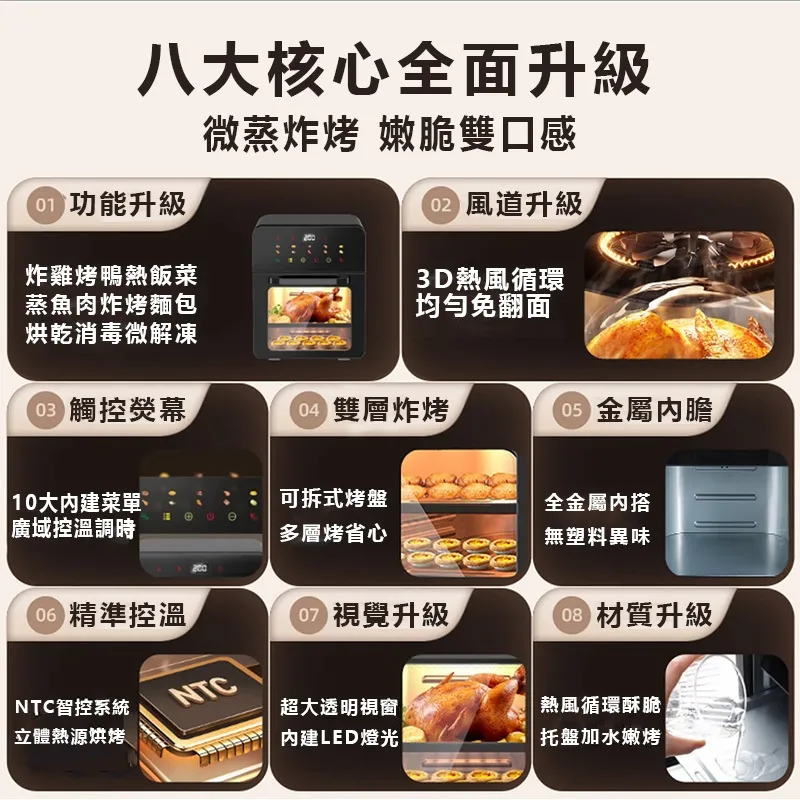 八大核心全面升級
微蒸炸烤 嫩脆雙口感
01 功能升級
炸雞烤鴨熱飯菜
蒸魚肉炸烤麵包
烘乾消毒微解凍
200
02 風道升級
3D熱風循環
均勻免翻面
03 觸控熒幕
10大內建菜單
廣域控溫調時
200
04 雙層炸烤
可拆式烤盤
多層烤省心
05 金屬內膽
全金屬內搭
無塑料異味
06 精準控溫
NTC智控系統
立體熱源烘烤
NTC
07 視覺升級
超大透明視窗
內建LED燈光
08 材質升級
熱風循環酥脆
托盤加水嫩烤